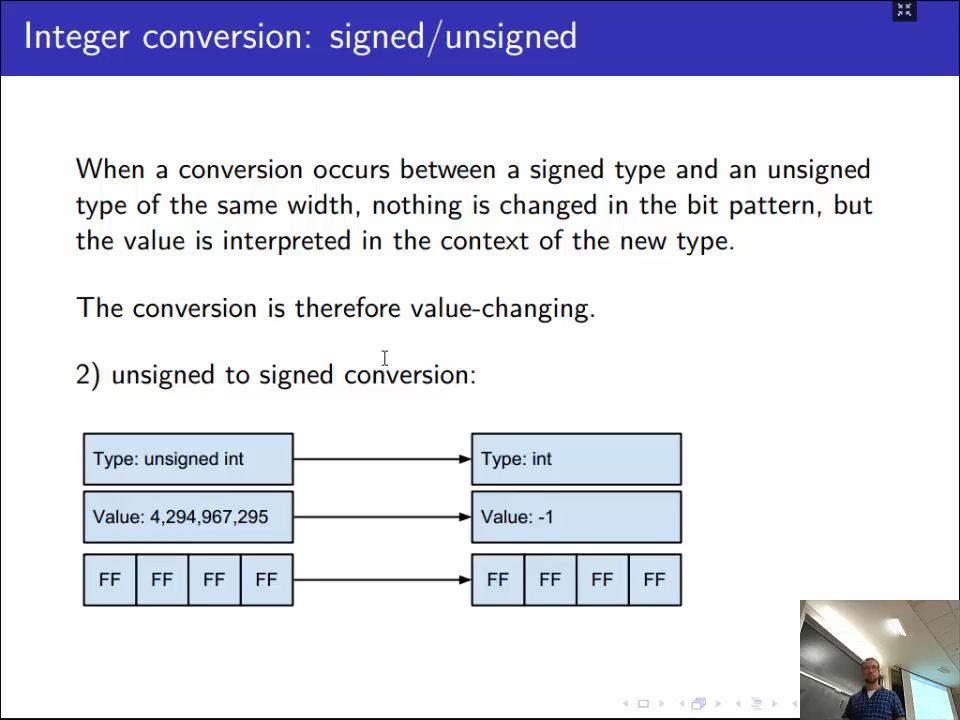 Integer conversion: signed/unsigned
When a conversion occurs between a signed type and an unsigned
type of the same width, nothing is changed in the bit pattern, but
the value is interpreted in the context of the new type.
The conversion is therefore value-changing.
2) unsigned to signed conversion:
Type: unsigned int
Type: int
Value: 4,294,967,295
Value: -1
FF FF FF FF
FF FF FF FF